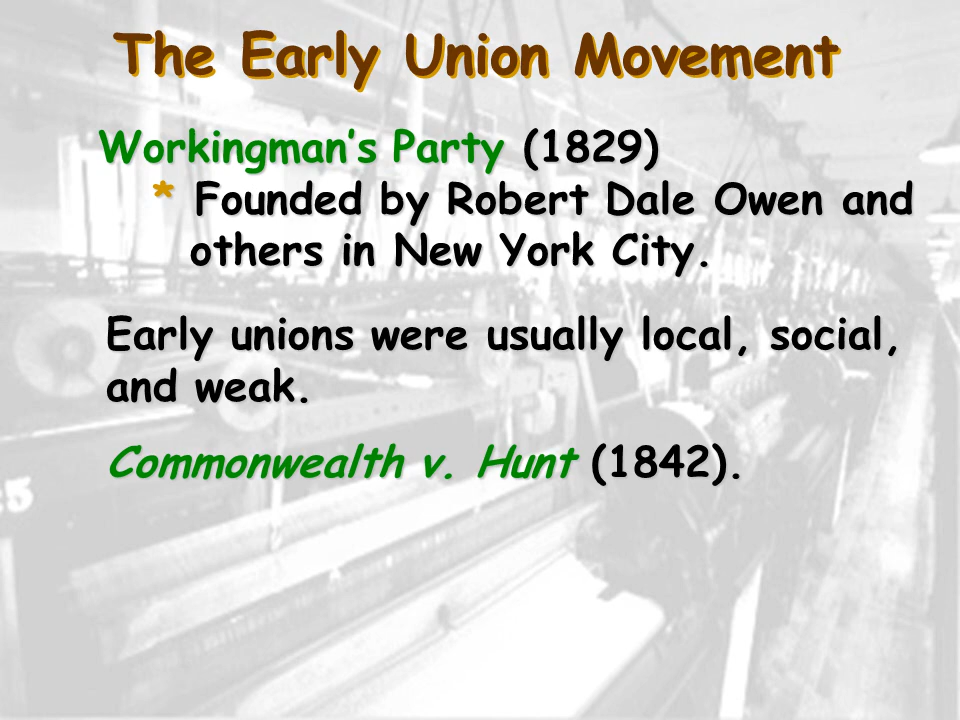 The Early Union Movement
Workingman’s Party (1829)
* Founded by Robert Dale Owen and
others in New York City.
Early unions were usually local, social,
and weak.
Commonwealth v. Hunt (1842).